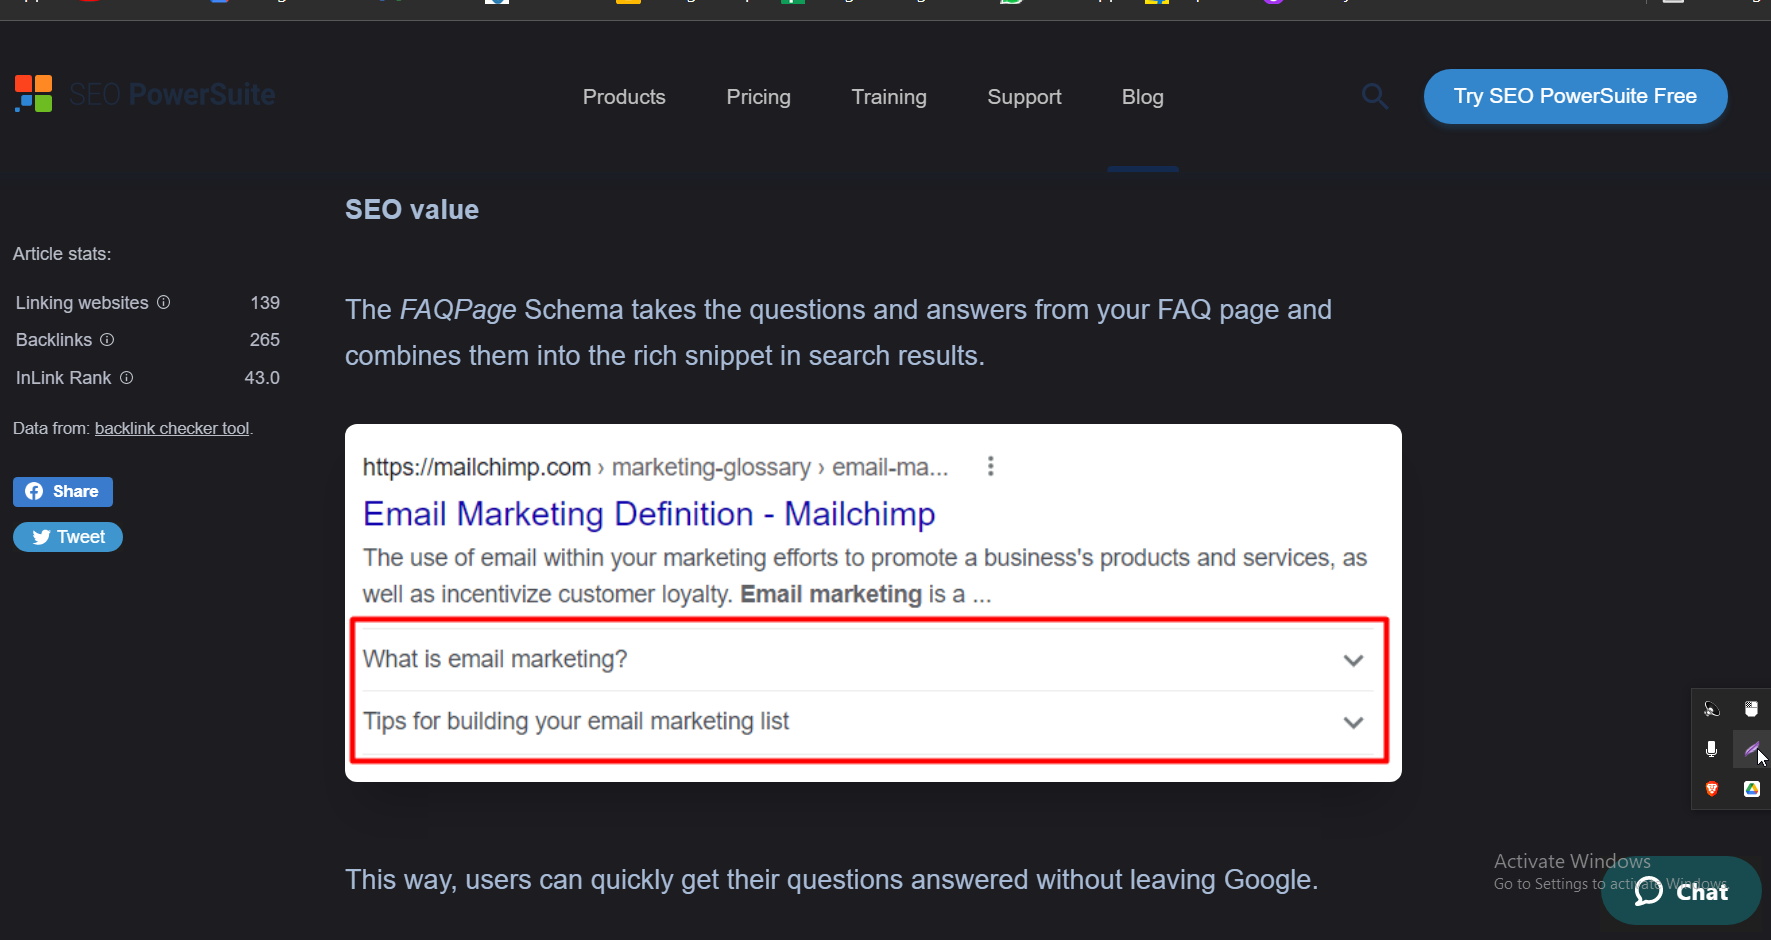 SEO PowerSuite
Products
Pricing
Training
Support
Blog
Try SEO PowerSuite Free
SEO value
Article stats:
Linking websites 139
Backlinks 265
InLink Rank 43.0
Data from: backlink checker tool.
Share
Tweet
The FAQPage Schema takes the questions and answers from your FAQ page and
combines them into the rich snippet in search results.
https://mailchimp.com › marketing-glossary › email-ma...
Email Marketing Definition - Mailchimp
The use of email within your marketing efforts to promote a business's products and services, as
well as incentivize customer loyalty. Email marketing is a ...
What is email marketing?
Tips for building your email marketing list
This way, users can quickly get their questions answered without leaving Google.
Activate Windows
Go to Settings to activate Windows.
Chat